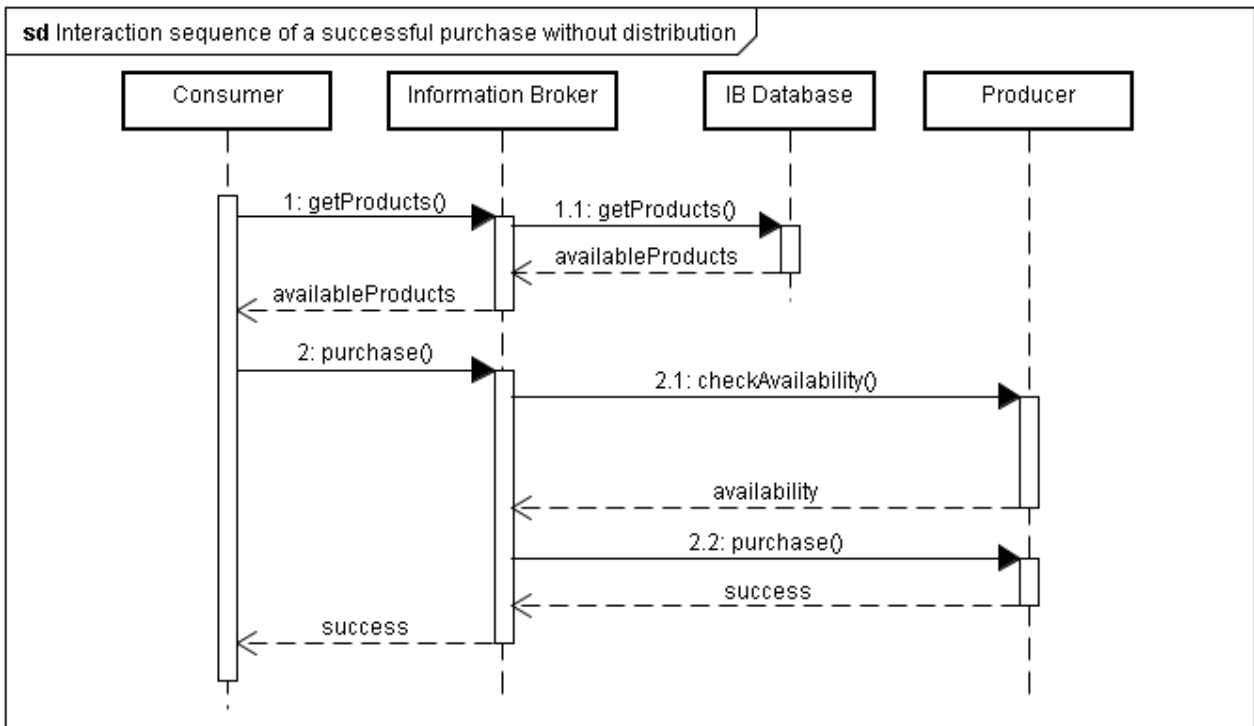 sd Interaction sequence of a successful purchase without distribution
Consumer
Information Broker
IB Database
Producer
1: getProducts()
1.1: getProducts()
availableProducts
availableProducts
2: purchase()
2.1: checkAvailability()
availability
2.2: purchase()
success
success